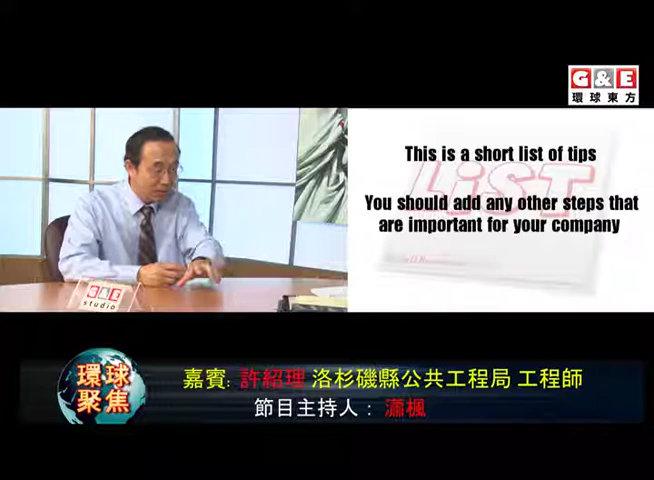 G&E
環球東方
This is a short list of tips
LiST
You should add any other steps that
are important for your company
G&E
studio
環球
聚焦
嘉賓: 許紹理 洛杉磯縣公共工程局 工程師
節目主持人： 瀟楓